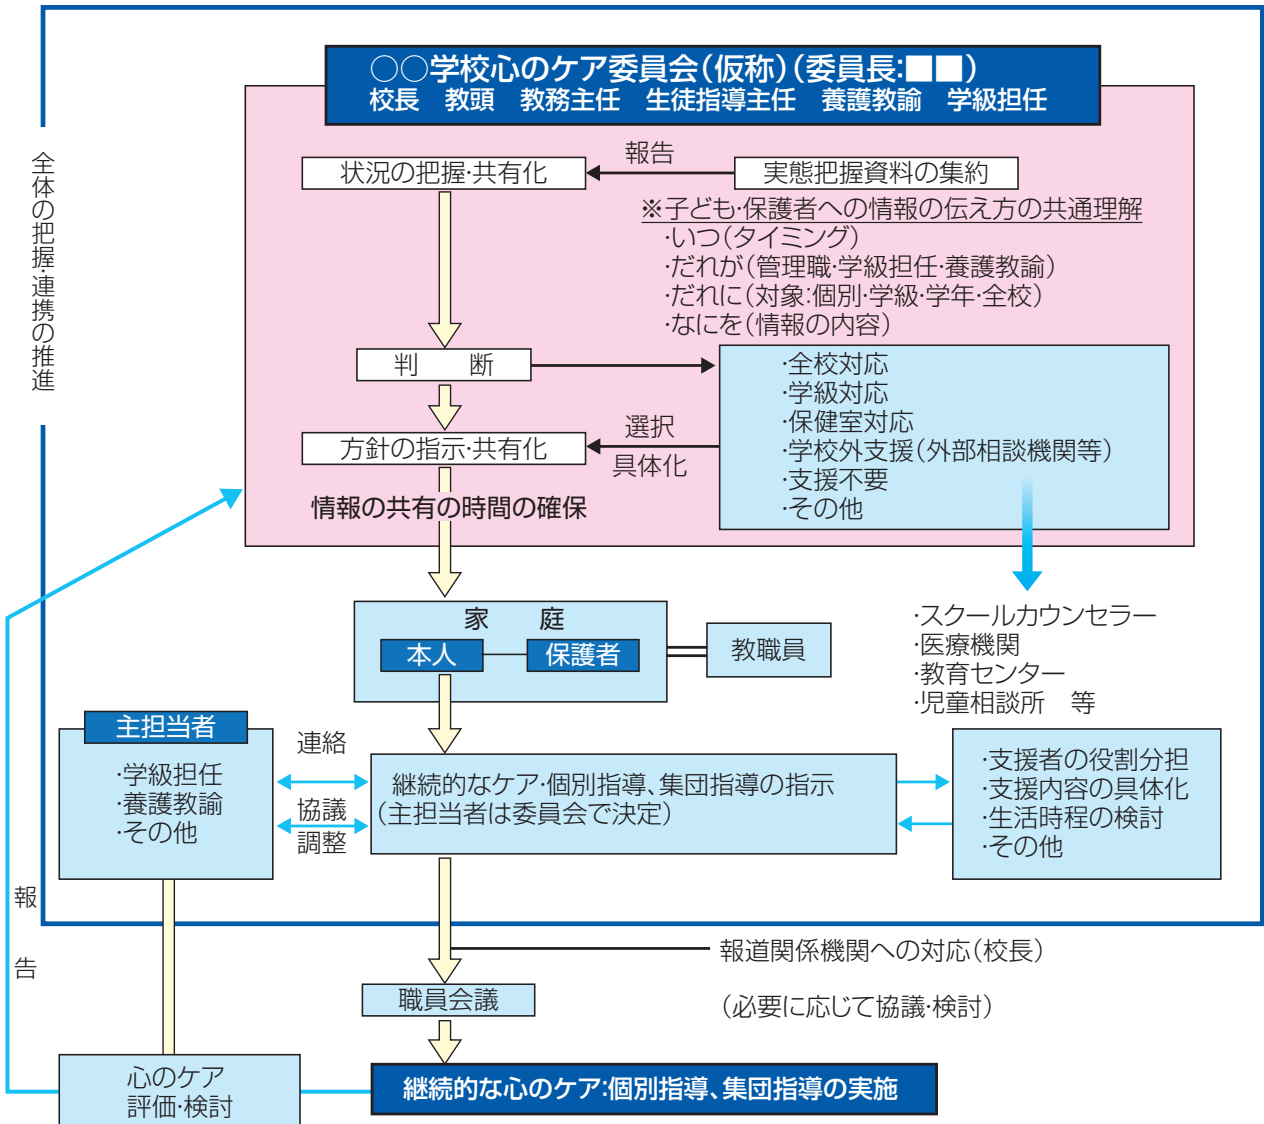 ○○学校心のケア委員会(仮称)(委員長:■■)
校長　教頭　教務主任　生徒指導主任　養護教諭　学級担任
全体の把握・連携の推進
状況の把握・共有化
報告
実態把握資料の集約
※子ども・保護者への情報の伝え方の共通理解
・いつ(タイミング)
・だれが(管理職・学級担任・養護教諭)
・だれに(対象:個別・学級・学年・全校)
・なにを(情報の内容)
判　　断
・全校対応
・学級対応
・保健室対応
・学校外支援(外部相談機関等)
・支援不要
・その他
方針の指示・共有化
選択
具体化
情報の共有の時間の確保
家　　庭
本人
保護者
教職員
・スクールカウンセラー
・医療機関
・教育センター
・児童相談所　等
主担当者
・学級担任
・養護教諭
・その他
連絡
協議
調整
継続的なケア・個別指導、集団指導の指示
(主担当者は委員会で決定)
・支援者の役割分担
・支援内容の具体化
・生活時程の検討
・その他
報　告
報道関係機関への対応(校長)
(必要に応じて協議・検討)
職員会議
心のケア
評価・検討
継続的な心のケア:個別指導、集団指導の実施